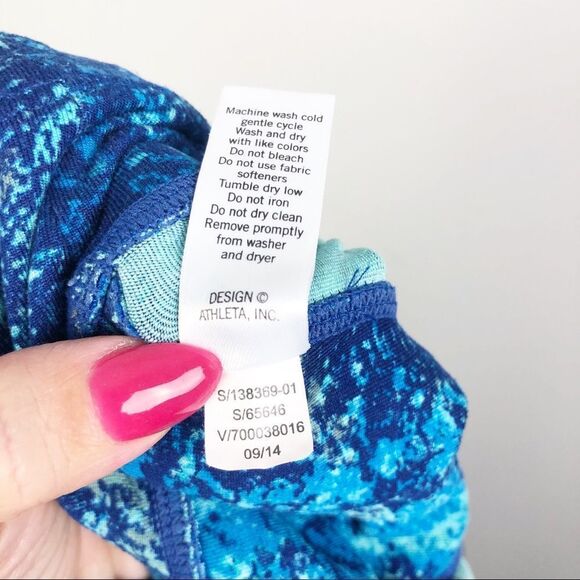 Machine wash cold
gentle cycle
Wash and dry
with like colors
Do not bleach
Do not use fabric
softeners
Tumble dry low
Do not iron
Do not dry clean
Remove promptly
from washer
and dryer
DESIGN ©
ATHLETA, INC.
S/138369-01
S/65646
V/700038016
09/14